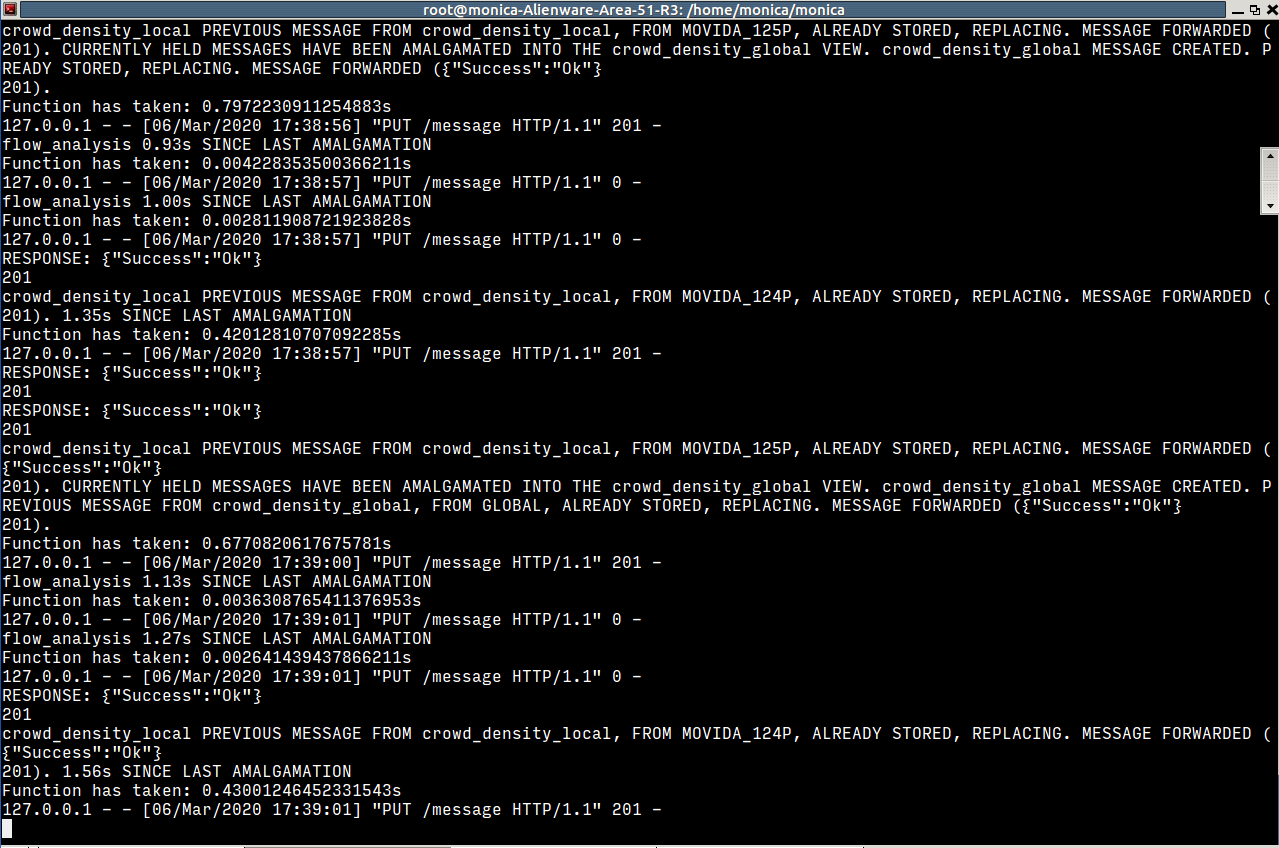 root@monica-Alienware-Area-51-R3: /home/monica/monica
crowd_density_local PREVIOUS MESSAGE FROM crowd_density_local, FROM MOVIDA_125P, ALREADY STORED, REPLACING. MESSAGE FORWARDED (
201). CURRENTLY HELD MESSAGES HAVE BEEN AMALGAMATED INTO THE crowd_density_global VIEW. crowd_density_global MESSAGE CREATED. P
READY STORED, REPLACING. MESSAGE FORWARDED ({"Success":"Ok"}
201).
Function has taken: 0.7972230911254883s
127.0.0.1 - - [06/Mar/2020 17:38:56] "PUT /message HTTP/1.1" 201 -
flow_analysis 0.93s SINCE LAST AMALGAMATION
Function has taken: 0.004228353500366211s
127.0.0.1 - - [06/Mar/2020 17:38:57] "PUT /message HTTP/1.1" 0 -
flow_analysis 1.00s SINCE LAST AMALGAMATION
Function has taken: 0.002811908721923828s
127.0.0.1 - - [06/Mar/2020 17:38:57] "PUT /message HTTP/1.1" 0 -
RESPONSE: {"Success":"Ok"}
201
crowd_density_local PREVIOUS MESSAGE FROM crowd_density_local, FROM MOVIDA_124P, ALREADY STORED, REPLACING. MESSAGE FORWARDED (
201). 1.35s SINCE LAST AMALGAMATION
Function has taken: 0.42012810707092285s
127.0.0.1 - - [06/Mar/2020 17:38:57] "PUT /message HTTP/1.1" 201 -
RESPONSE: {"Success":"Ok"}
201
RESPONSE: {"Success":"Ok"}
201
crowd_density_local PREVIOUS MESSAGE FROM crowd_density_local, FROM MOVIDA_125P, ALREADY STORED, REPLACING. MESSAGE FORWARDED (
{"Success":"Ok"}
201). CURRENTLY HELD MESSAGES HAVE BEEN AMALGAMATED INTO THE crowd_density_global VIEW. crowd_density_global MESSAGE CREATED. P
REVIOUS MESSAGE FROM crowd_density_global, FROM GLOBAL, ALREADY STORED, REPLACING. MESSAGE FORWARDED ({"Success":"Ok"}
201).
Function has taken: 0.6770820617675781s
127.0.0.1 - - [06/Mar/2020 17:39:00] "PUT /message HTTP/1.1" 201 -
flow_analysis 1.13s SINCE LAST AMALGAMATION
Function has taken: 0.0036308765411376953s
127.0.0.1 - - [06/Mar/2020 17:39:01] "PUT /message HTTP/1.1" 0 -
flow_analysis 1.27s SINCE LAST AMALGAMATION
Function has taken: 0.002641439437866211s
127.0.0.1 - - [06/Mar/2020 17:39:01] "PUT /message HTTP/1.1" 0 -
RESPONSE: {"Success":"Ok"}
201
crowd_density_local PREVIOUS MESSAGE FROM crowd_density_local, FROM MOVIDA_124P, ALREADY STORED, REPLACING. MESSAGE FORWARDED (
{"Success":"Ok"}
201). 1.56s SINCE LAST AMALGAMATION
Function has taken: 0.43001246452331543s
127.0.0.1 - - [06/Mar/2020 17:39:01] "PUT /message HTTP/1.1" 201 -